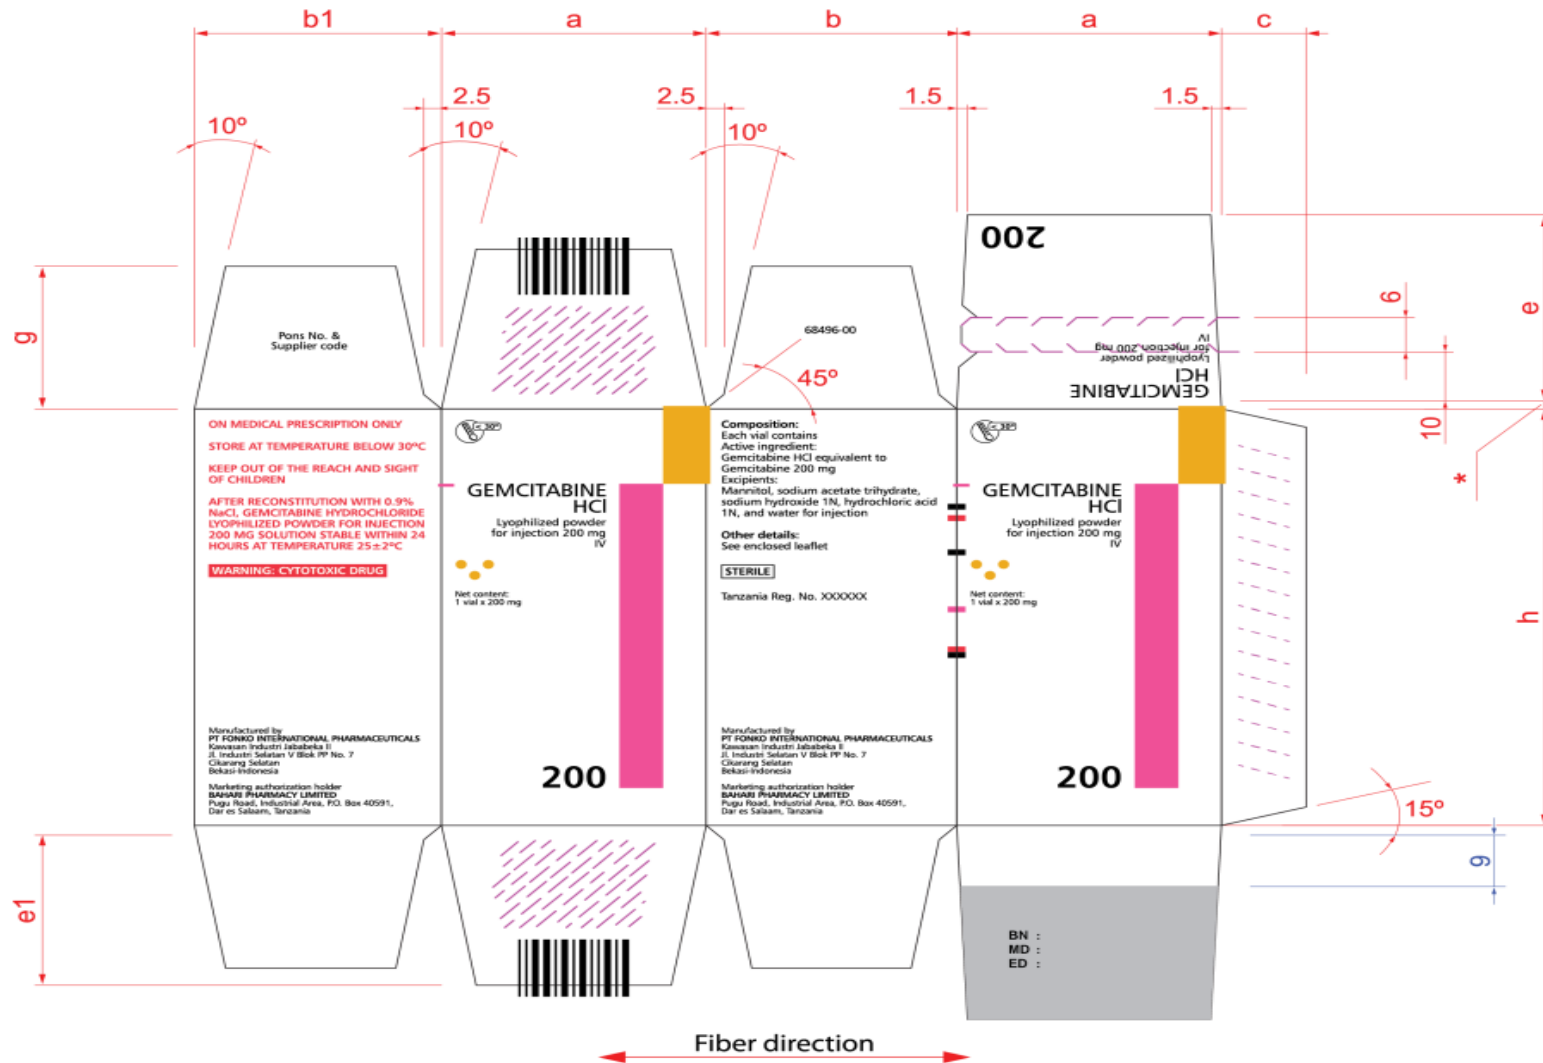 b1
a
b
a
c
2.5
2.5
1.5
1.5
10º
10º
10º
g
Pons No. &
Supplier code
68496-00
45º
200
Lyophilized powder
for injection 200 mg
IV
GEMCITABINE
HCl
6
10
e
*
h
ON MEDICAL PRESCRIPTION ONLY
STORE AT TEMPERATURE BELOW 30ºC
KEEP OUT OF THE REACH AND SIGHT
OF CHILDREN
AFTER RECONSTITUTION WITH 0.9%
NaCl, GEMCITABINE HYDROCHLORIDE
LYOPHILIZED POWDER FOR INJECTION
200 MG SOLUTION STABLE WITHIN 24
HOURS AT TEMPERATURE 25±2ºC
WARNING: CYTOTOXIC DRUG
Manufactured by
PT FONKO INTERNATIONAL PHARMACEUTICALS
Kawasan Industri Jababeka II
Jl. Industri Selatan V Blok PP No. 7
Cikarang Selatan
Bekasi-Indonesia
Marketing authorization holder
BAHARI PHARMACY LIMITED
Pugu Road, Industrial Area, P.O. Box 40591,
Dar es Salaam, Tanzania
< 30º
GEMCITABINE
HCl
Lyophilized powder
for injection 200 mg
IV
Net content:
1 vial x 200 mg
200
Composition:
Each vial contains
Active ingredient:
Gemcitabine HCl equivalent to
Gemcitabine 200 mg
Excipients:
Mannitol, sodium acetate trihydrate,
sodium hydroxide 1N, hydrochloric acid
1N, and water for injection
Other details:
See enclosed leaflet
STERILE
Tanzania Reg. No. XXXXXX
Manufactured by
PT FONKO INTERNATIONAL PHARMACEUTICALS
Kawasan Industri Jababeka II
Jl. Industri Selatan V Blok PP No. 7
Cikarang Selatan
Bekasi-Indonesia
Marketing authorization holder
BAHARI PHARMACY LIMITED
Pugu Road, Industrial Area, P.O. Box 40591,
Dar es Salaam, Tanzania
< 30º
GEMCITABINE
HCl
Lyophilized powder
for injection 200 mg
IV
Net content:
1 vial x 200 mg
200
15º
9
e1
BN :
MD :
ED :
Fiber direction